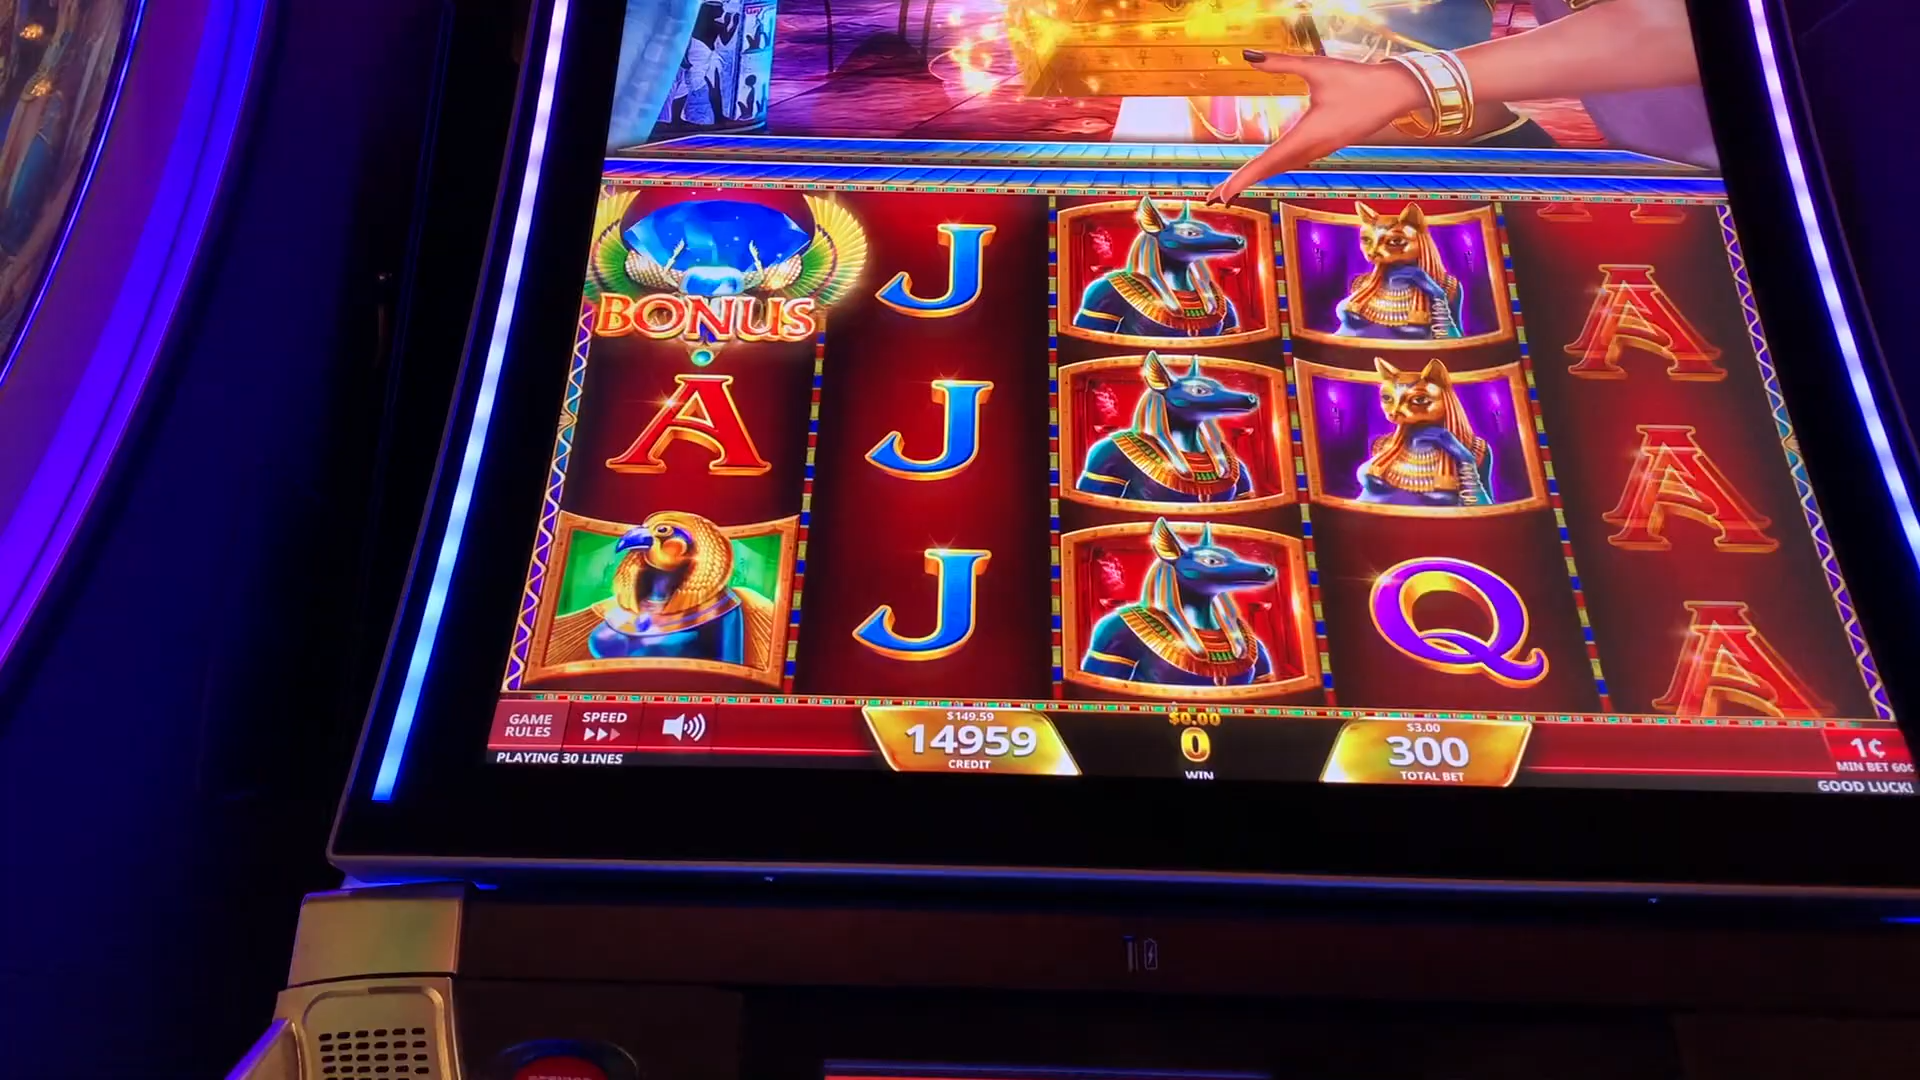 BONUS
J
A
A
J
A
J
Q
A
GAME RULES
SPEED
$149.59
14959
CREDIT
$0.00
0
WIN
$3.00
300
TOTAL BET
1¢
MIN BET 60¢
PLAYING 30 LINES
GOOD LUCK!